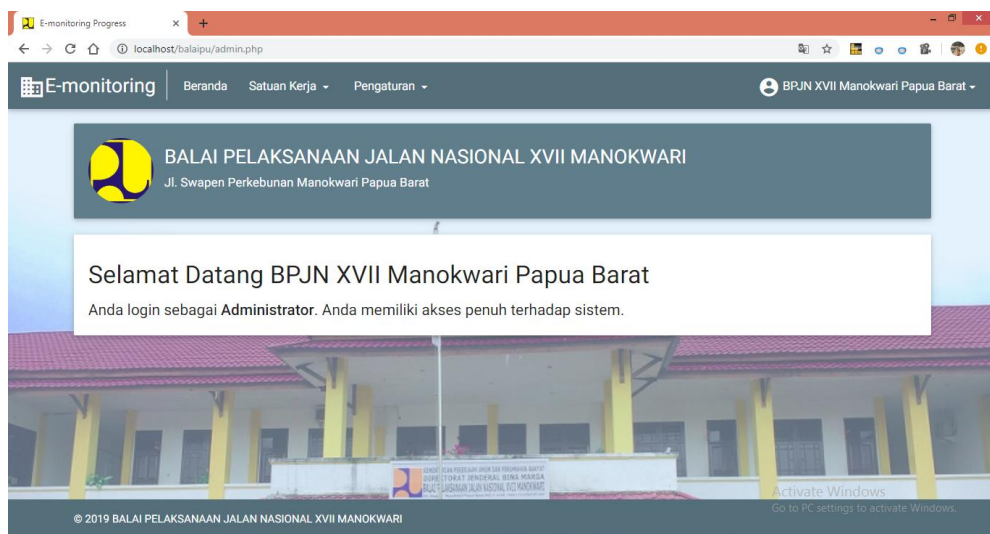 E-monitoring Progress
localhost/balaipu/admin.php
E-monitoring
Beranda
Satuan Kerja
Pengaturan
BPJN XVII Manokwari Papua Barat
BALAI PELAKSANAAN JALAN NASIONAL XVII MANOKWARI
Jl. Swapen Perkebunan Manokwari Papua Barat
Selamat Datang BPJN XVII Manokwari Papua Barat
Anda login sebagai Administrator. Anda memiliki akses penuh terhadap sistem.
DIREKTORAT JENDERAL BINA MARGA
Activate Windows
Go to PC settings to activate Windows.
© 2019 BALAI PELAKSANAAN JALAN NASIONAL XVII MANOKWARI